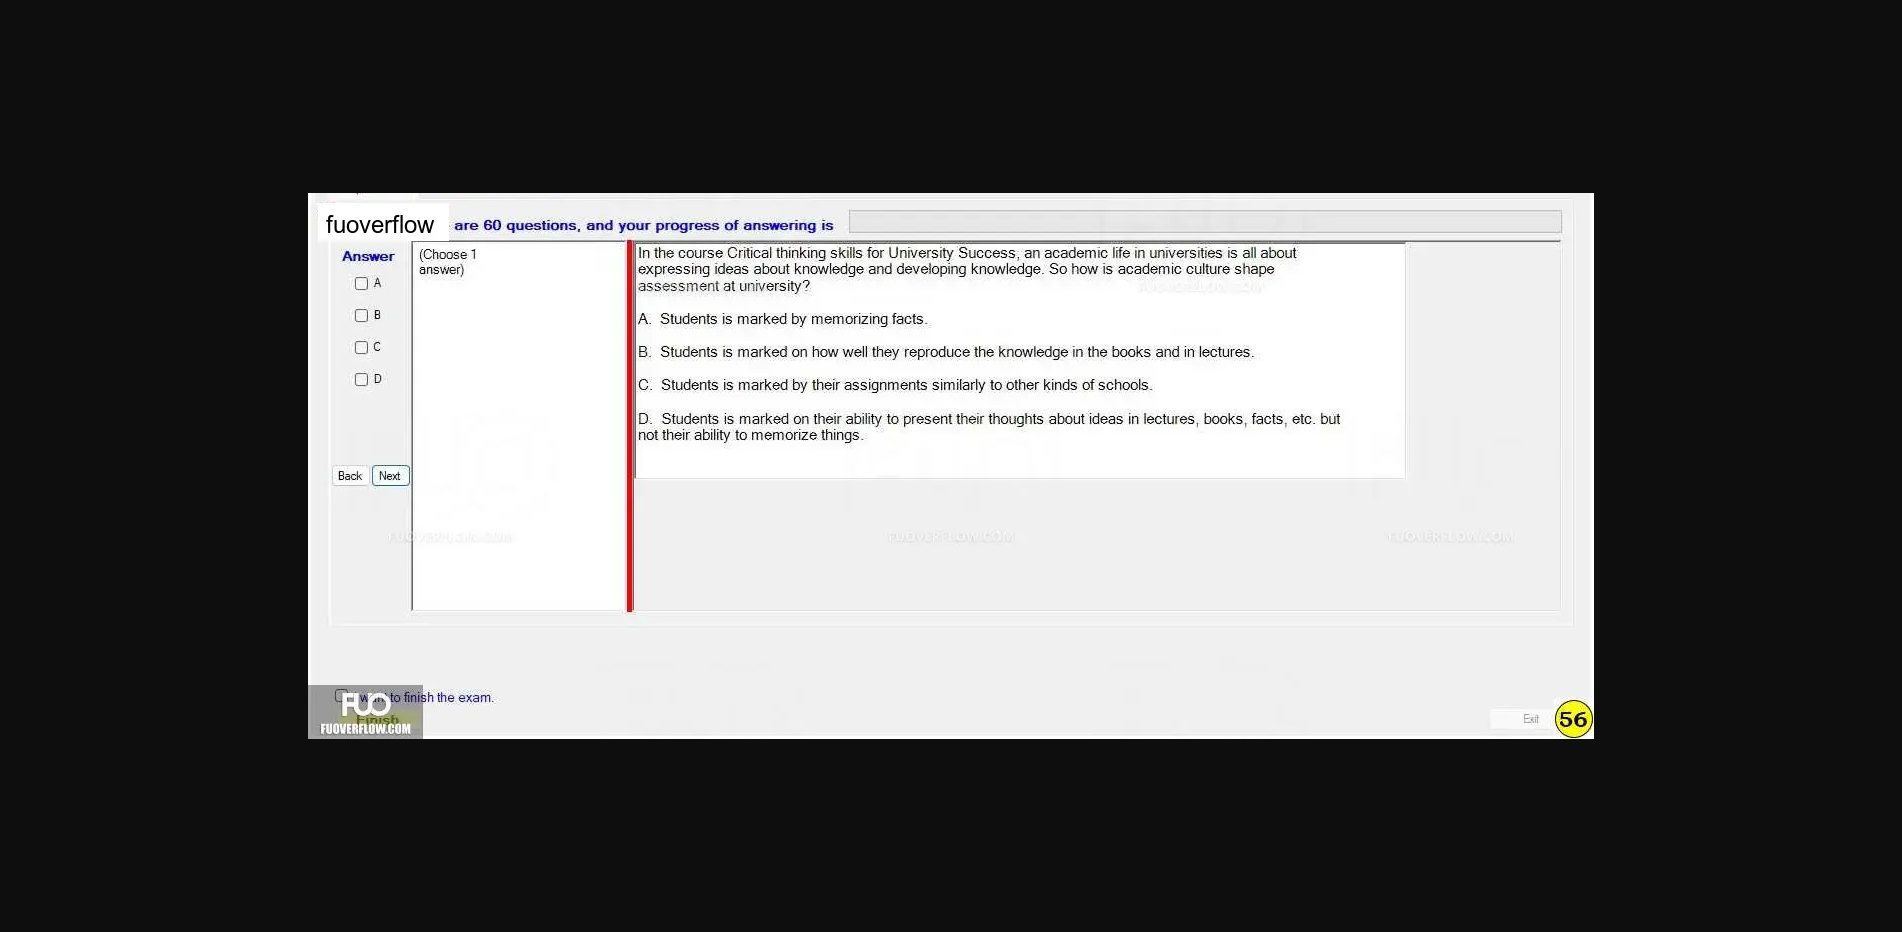 fuoverflow are 60 questions, and your progress of answering is
Answer
A
B
C
D
Back Next
(Choose 1
answer)
In the course Critical thinking skills for University Success, an academic life in universities is all about
expressing ideas about knowledge and developing knowledge. So how is academic culture shape
assessment at university?
A. Students is marked by memorizing facts.
B. Students is marked on how well they reproduce the knowledge in the books and in lectures.
C. Students is marked by their assignments similarly to other kinds of schools.
D. Students is marked on their ability to present their thoughts about ideas in lectures, books, facts, etc. but
not their ability to memorize things.
FUOVERFLOW.COM
FUOVERFLOW.COM FUOVERFLOW.COM FUOVERFLOW.COM
I want to finish the exam.
FUO
Finish
FUOVERFLOW.COM
Exit 56